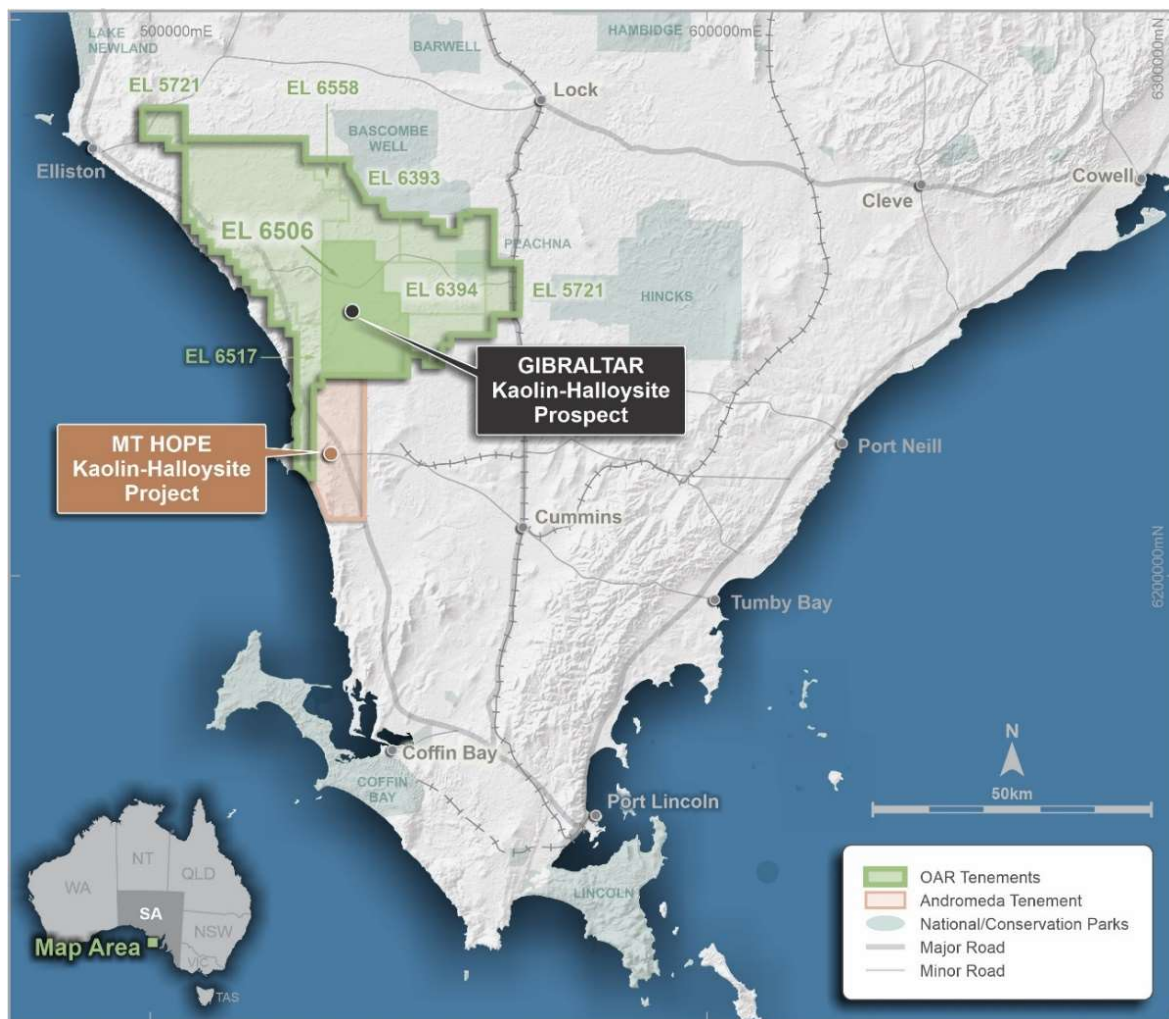 LAKE
NEWLAND
500000mE
BARWELL
HAMBIDGE
600000mE
6300000mN
EL 5721
EL 6558
Lock
BASCOMBE
WELL
Elliston
EL 6393
Cleve
Cowell
EL 6506
PEACHNA
EL 6394
EL 5721
HINCKS
EL 6517
GIBRALTAR
Kaolin-Halloysite
Prospect
MT HOPE
Kaolin-Halloysite
Project
Port Neill
Cummins
6200000mN
Tumby Bay
Coffin Bay
COFFIN
BAY
Port Lincoln
LINCOLN
N
50km
WA
NT
QLD
SA
NSW
VIC
TAS
Map Area
OAR Tenements
Andromeda Tenement
National/Conservation Parks
Major Road
Minor Road